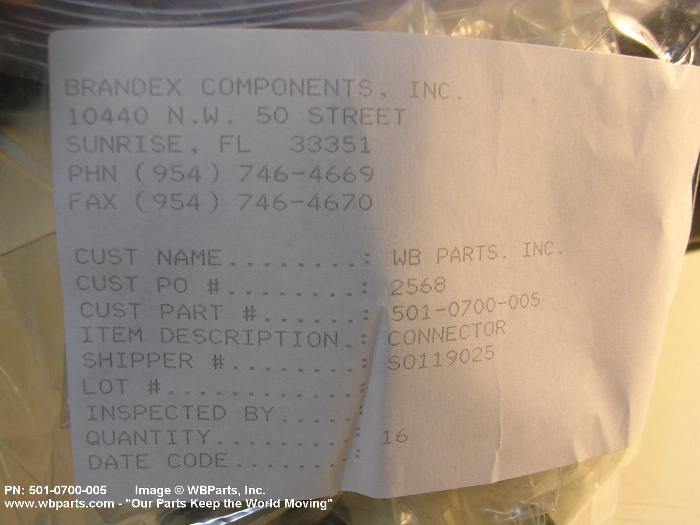 BRANDEX COMPONENTS, INC.
10440 N.W. 50 STREET
SUNRISE, FL 33351
PHN (954) 746-4669
FAX (954) 746-4670
CUST NAME........: WB PARTS. INC.
CUST PO #........: 2568
CUST PART #......: 501-0700-005
ITEM DESCRIPTION.: CONNECTOR
SHIPPER #........: SO119025
LOT #............:
INSPECTED BY.....:
QUANTITY.........: 16
DATE CODE........:
PN: 501-0700-005 Image © WBParts, Inc.
www.wbparts.com - "Our Parts Keep the World Moving"